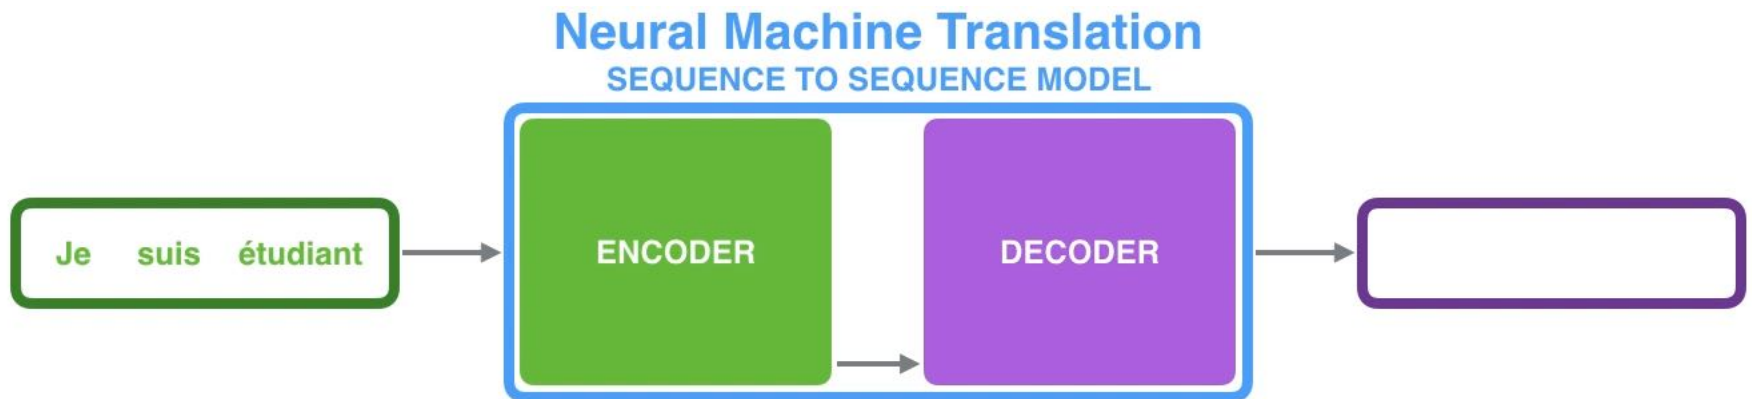 Neural Machine Translation
SEQUENCE TO SEQUENCE MODEL
Je suis étudiant
ENCODER
DECODER